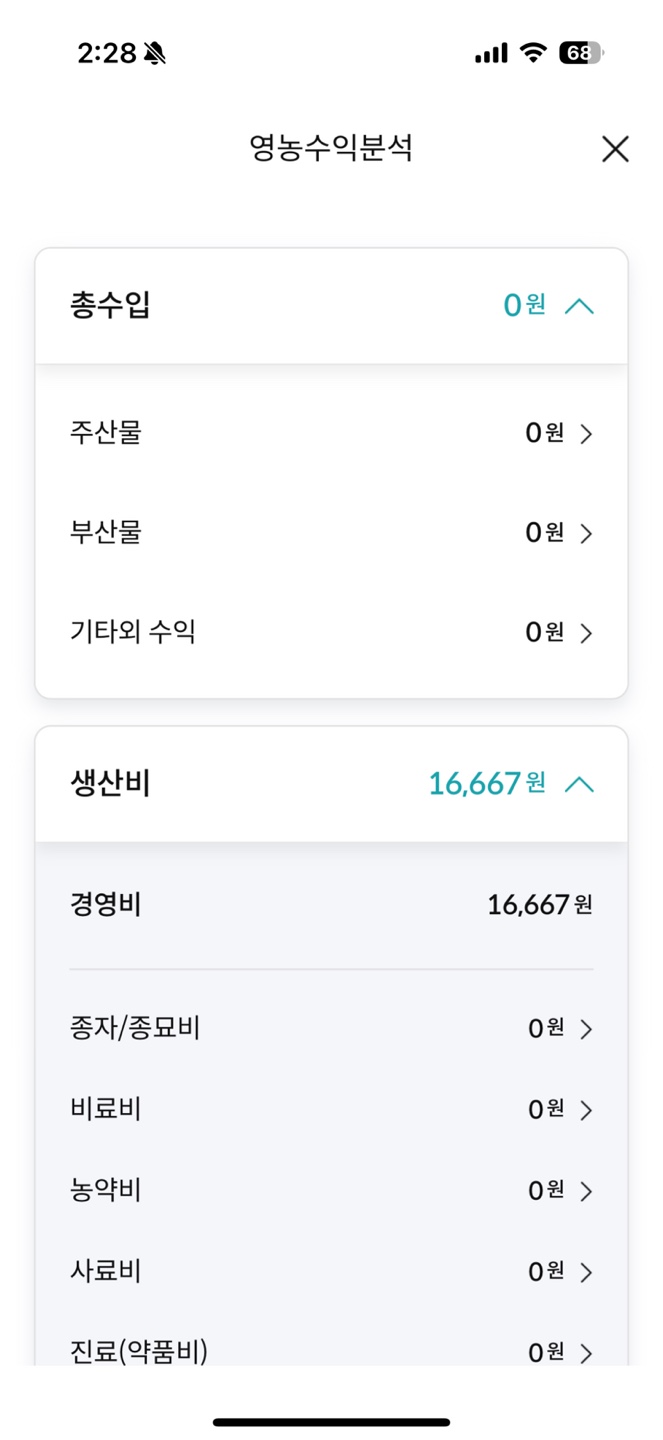 2:28
68
영농수익분석
총수입 0원
주산물 0원
부산물 0원
기타외 수익 0원
생산비 16,667원
경영비 16,667원
종자/종묘비 0원
비료비 0원
농약비 0원
사료비 0원
진료(약품비) 0원